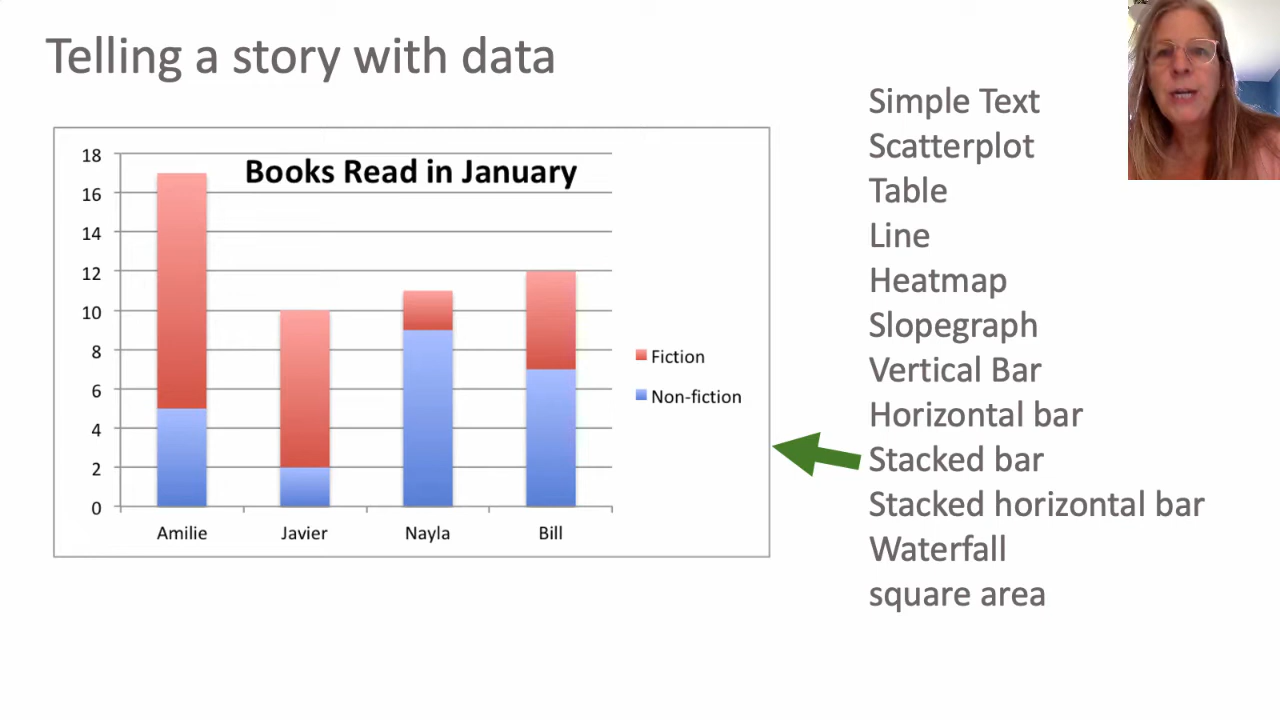 Telling a story with data
Books Read in January
18
16
14
12
10
8
6
4
2
0
Amilie
Javier
Nayla
Bill
Fiction
Non-fiction
Simple Text
Scatterplot
Table
Line
Heatmap
Slopegraph
Vertical Bar
Horizontal bar
Stacked bar
Stacked horizontal bar
Waterfall
square area